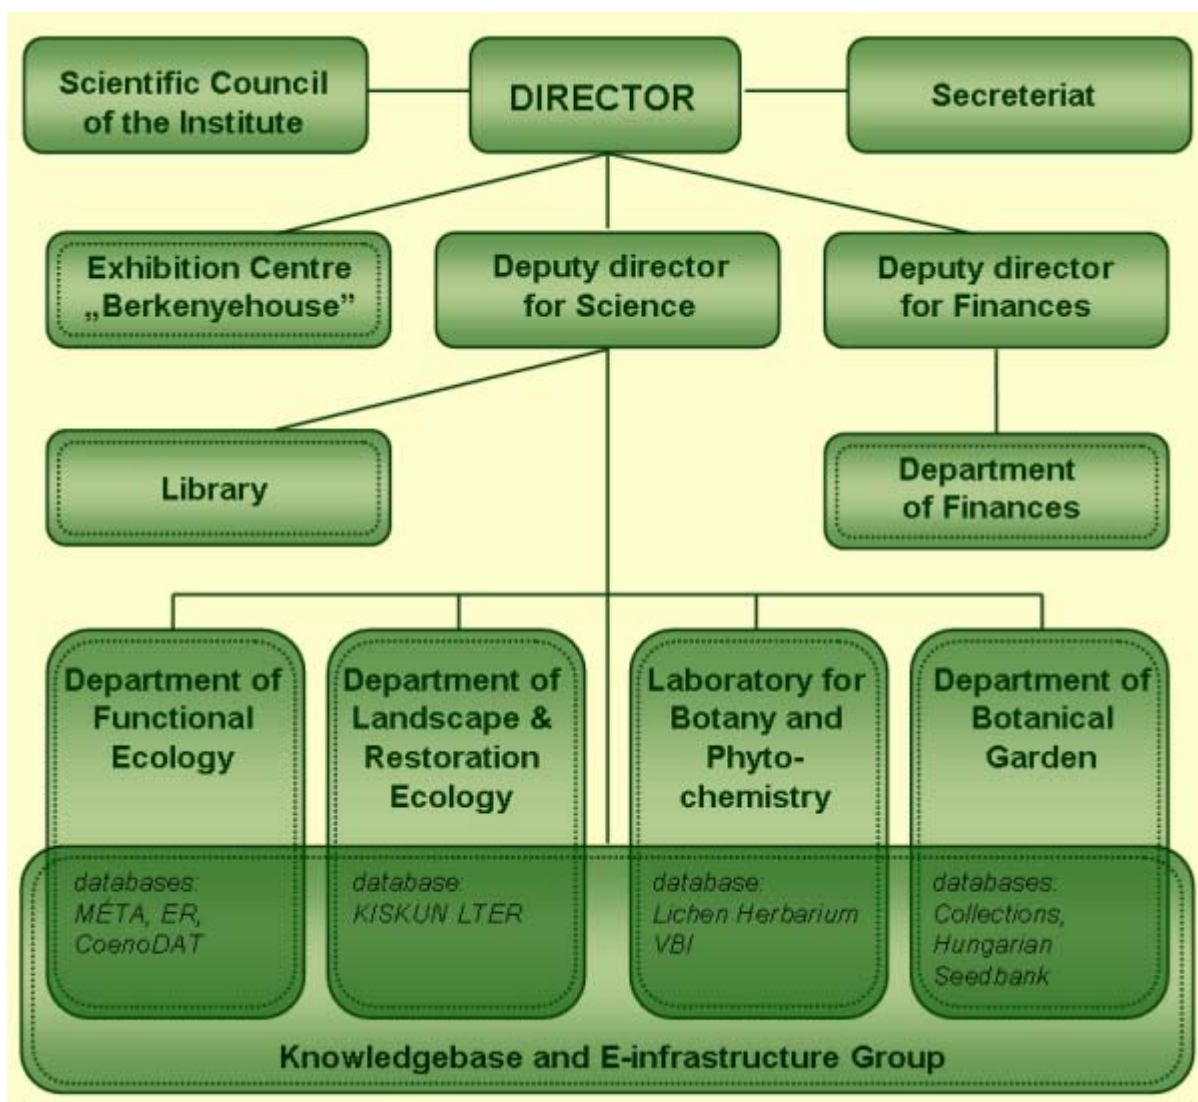 Scientific Council
of the Institute
DIRECTOR
Secreteriat
Exhibition Centre
„Berkenyehouse”
Deputy director
for Science
Deputy director
for Finances
Library
Department
of Finances
Department of
Functional
Ecology
Department of
Landscape &
Restoration
Ecology
Laboratory for
Botany and
Phyto-
chemistry
Department of
Botanical
Garden
databases:
MÉTA, ER,
CoenoDAT
database:
KISKUN LTER
database:
Lichen Herbarium
VBI
databases:
Collections,
Hungarian
Seedbank
Knowledgebase and E-infrastructure Group